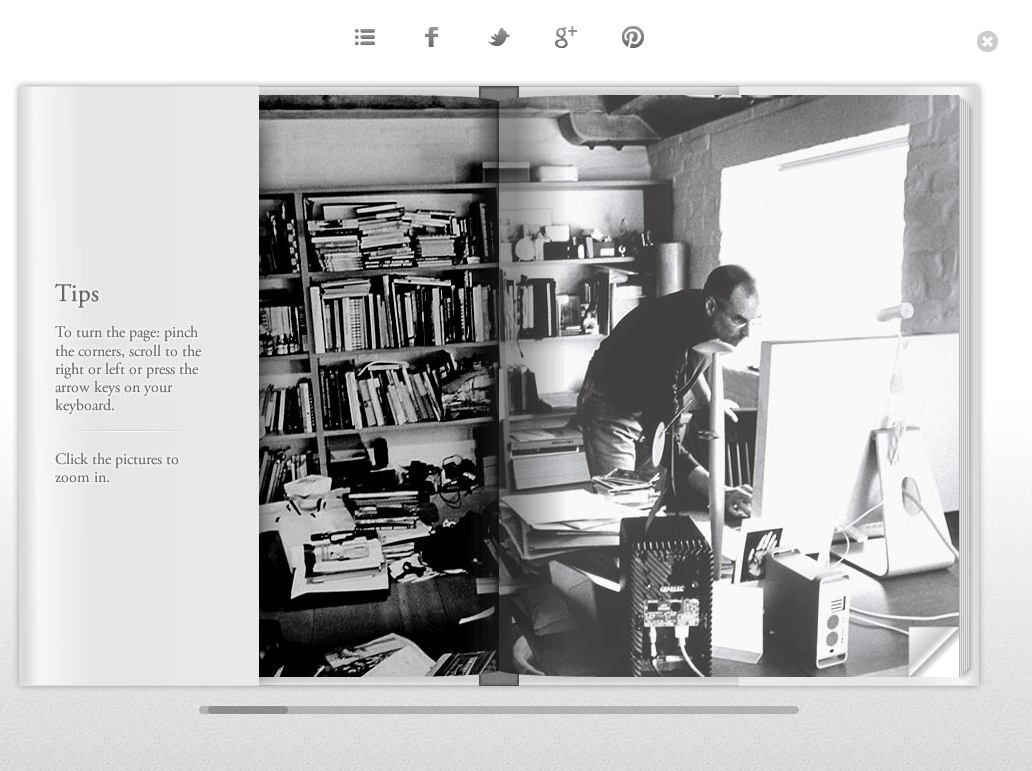 Tips
To turn the page: pinch
the corners, scroll to the
right or left or press the
arrow keys on your
keyboard.
Click the pictures to
zoom in.
GENELEC